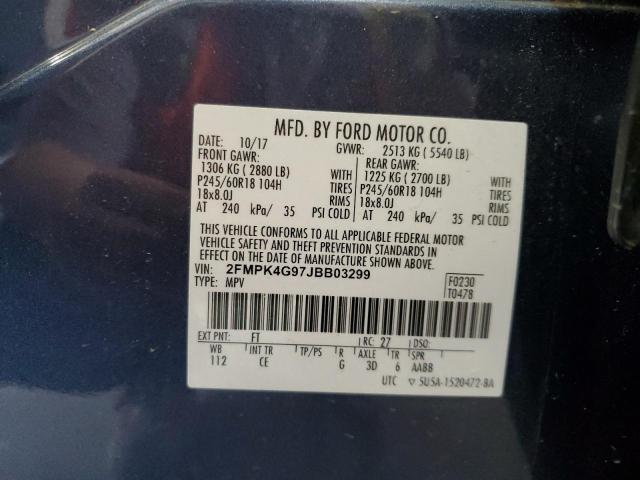 MFD. BY FORD MOTOR CO.
DATE: 10/17 GVWR: 2513 KG ( 5540 LB)
FRONT GAWR: REAR GAWR:
1306 KG ( 2880 LB) WITH 1225 KG ( 2700 LB) WITH
P245/60R18 104H TIRES P245/60R18 104H TIRES
18x8.0J RIMS 18x8.0J RIMS
AT 240 kPa/ 35 PSI COLD AT 240 kPa/ 35 PSI COLD
THIS VEHICLE CONFORMS TO ALL APPLICABLE FEDERAL MOTOR
VEHICLE SAFETY AND THEFT PREVENTION STANDARDS IN
EFFECT ON THE DATE OF MANUFACTURE SHOWN ABOVE.
VIN: 2FMPK4G97JBB03299 F0230
TYPE: MPV T0478
EXT PNT: FT RC: 27 DSO:
WB INT TR TP/PS R AXLE TR SPR
112 CE G 3D 6 AABB
UTC ▽ 5U5A-1520472-BA